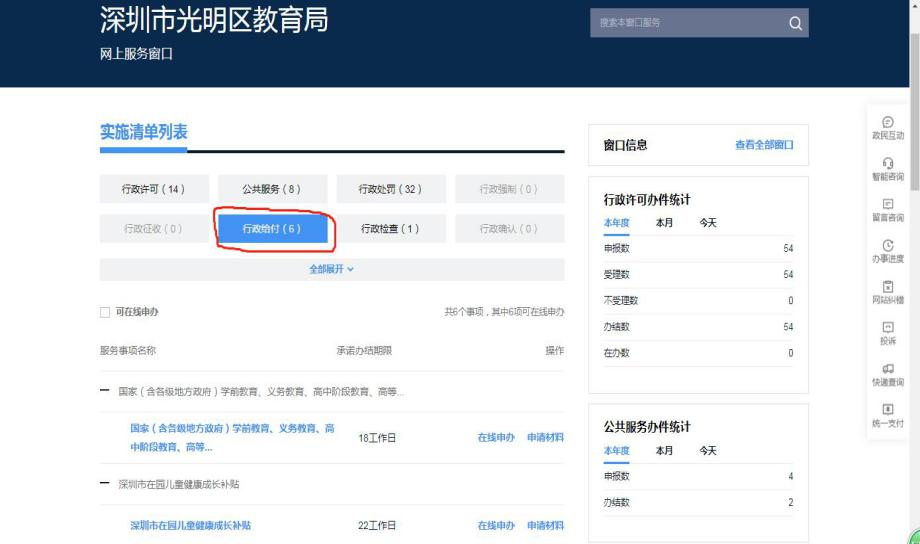 深圳市光明区教育局
网上服务窗口
搜索本窗口服务
实施清单列表
行政许可（14）
公共服务（8）
行政处罚（32）
行政强制（0）
行政征收（0）
行政给付（6）
行政检查（1）
行政确认（0）
全部展开
可在线申办
共6个事项，其中6项可在线申办
服务事项名称
承诺办结期限
操作
国家（含各级地方政府）学前教育、义务教育、高中阶段教育、高等...
国家（含各级地方政府）学前教育、义务教育、高
中阶段教育、高等...
18工作日
在线申办 申请材料
深圳市在园儿童健康成长补贴
深圳市在园儿童健康成长补贴
22工作日
在线申办 申请材料
窗口信息
查看全部窗口
行政许可办件统计
本年度 本月 今天
申报数 54
受理数 54
不受理数 0
办结数 54
在办数 0
公共服务办件统计
本年度 本月 今天
申报数 4
办结数 2
政民互动
智能咨询
留言咨询
办事进度
网站纠错
投诉
快递查询
统一支付